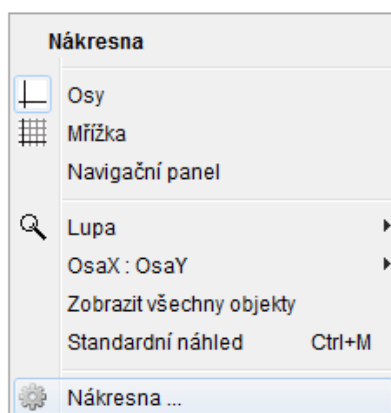 Nákresna
Osy
Mřížka
Navigační panel
Lupa
OsaX : OsaY
Zobrazit všechny objekty
Standardní náhled Ctrl+M
Nákresna ...